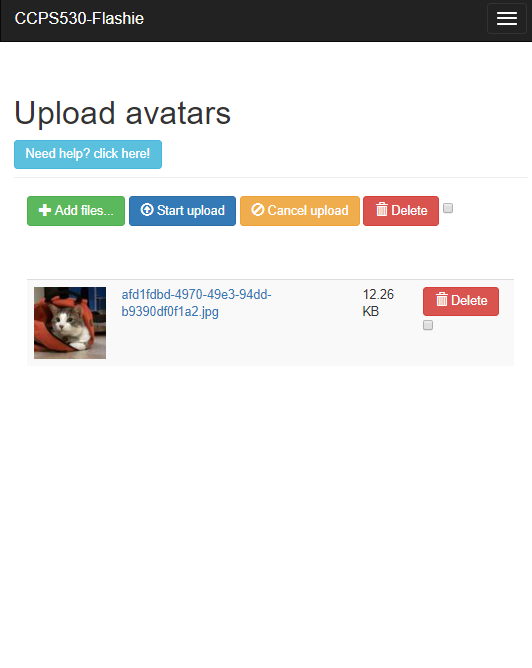 CCPS530-Flashie
Upload avatars
Need help? click here!
Add files... Start upload Cancel upload Delete
afd1fdbd-4970-49e3-94dd- 12.26 Delete
b9390df0f1a2.jpg KB